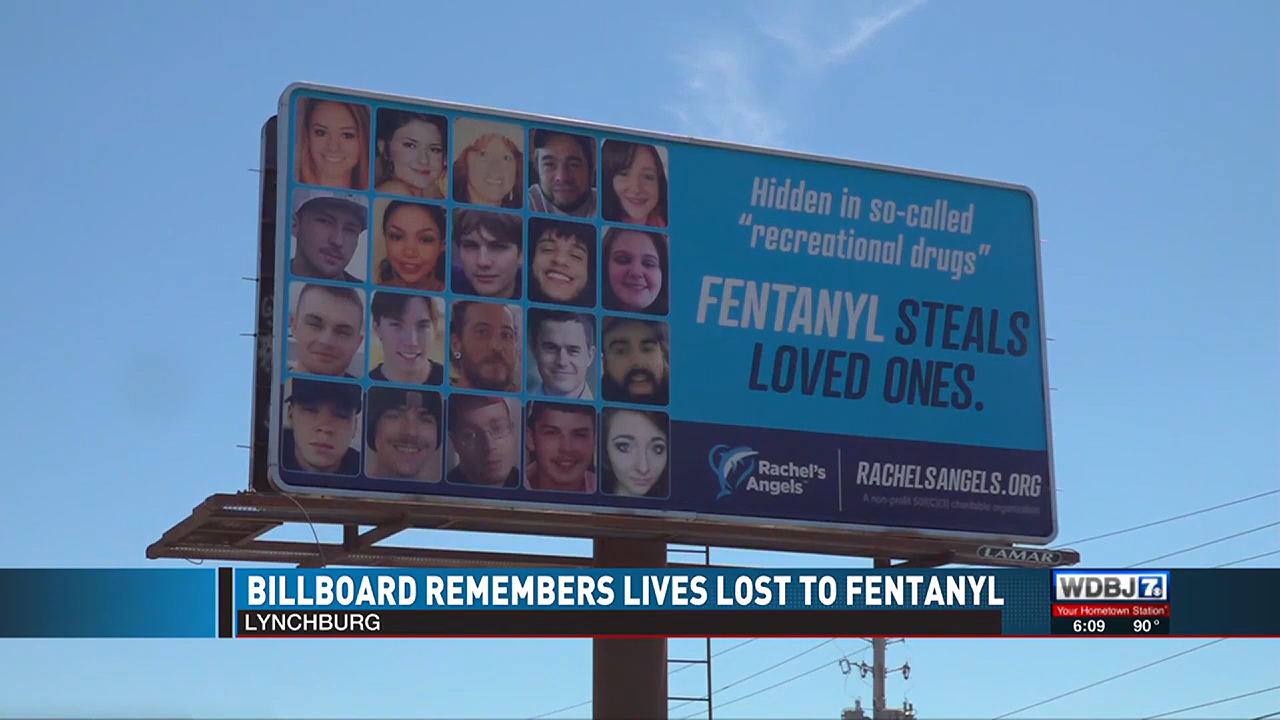 Hidden in so-called
“recreational drugs”
FENTANYL STEALS
LOVED ONES.
Rachel's
Angels™
RACHELSANGELS.ORG
A non-profit 501(C)(3) charitable organization
LAMAR
BILLBOARD REMEMBERS LIVES LOST TO FENTANYL
LYNCHBURG
WDBJ7
Your Hometown Station
6:09 90°